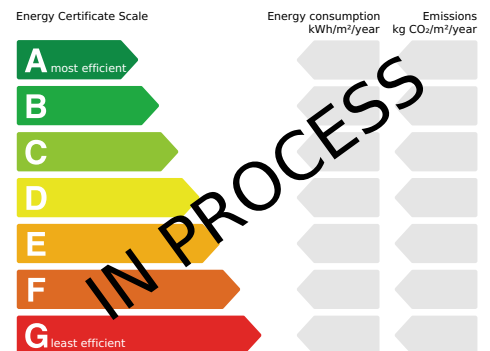 Energy Certificate Scale
Energy consumption
kWh/m²/year
Emissions
kg CO₂/m²/year
A most efficient
B
C
D
E
F
G least efficient
IN PROCESS